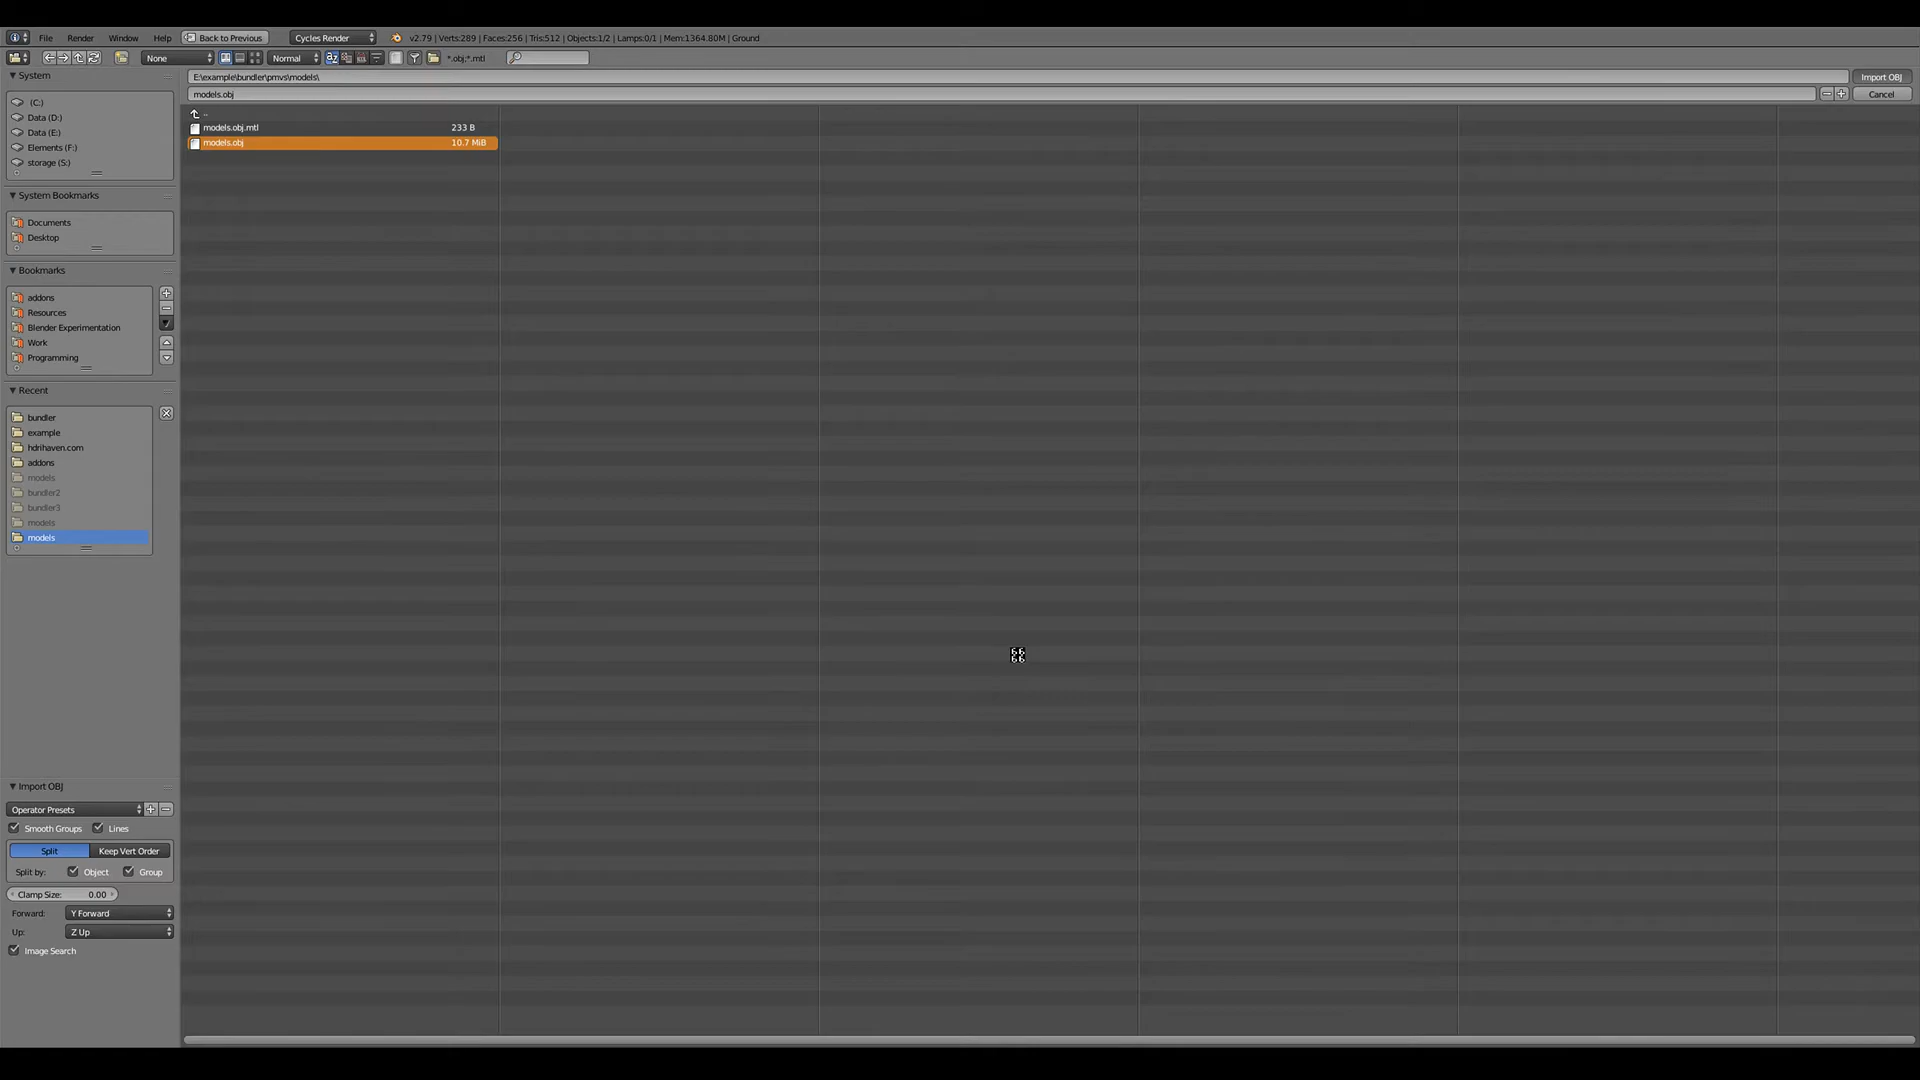 File Render Window Help Back to Previous Cycles Render v2.79 | Verts:289 | Faces:256 | Tris:512 | Objects:1/2 | Lamps:0/1 | Mem:1364.80M | Ground
None Normal *.obj;*.mtl
System
(C:)
Data (D:)
Data (E:)
Elements (F:)
storage (S:)
System Bookmarks
Documents
Desktop
Bookmarks
addons
Resources
Blender Experimentation
Work
Programming
Recent
bundler
example
hdrihaven.com
addons
models
bundler2
bundler3
models
models
Import OBJ
Operator Presets
Smooth Groups Lines
Split Keep Vert Order
Split by: Object Group
Clamp Size: 0.00
Forward: Y Forward
Up: Z Up
Image Search
E:\example\bundler\pmvs\models\ Import OBJ
models.obj Cancel
..
models.obj.mtl 233 B
models.obj 10.7 MiB